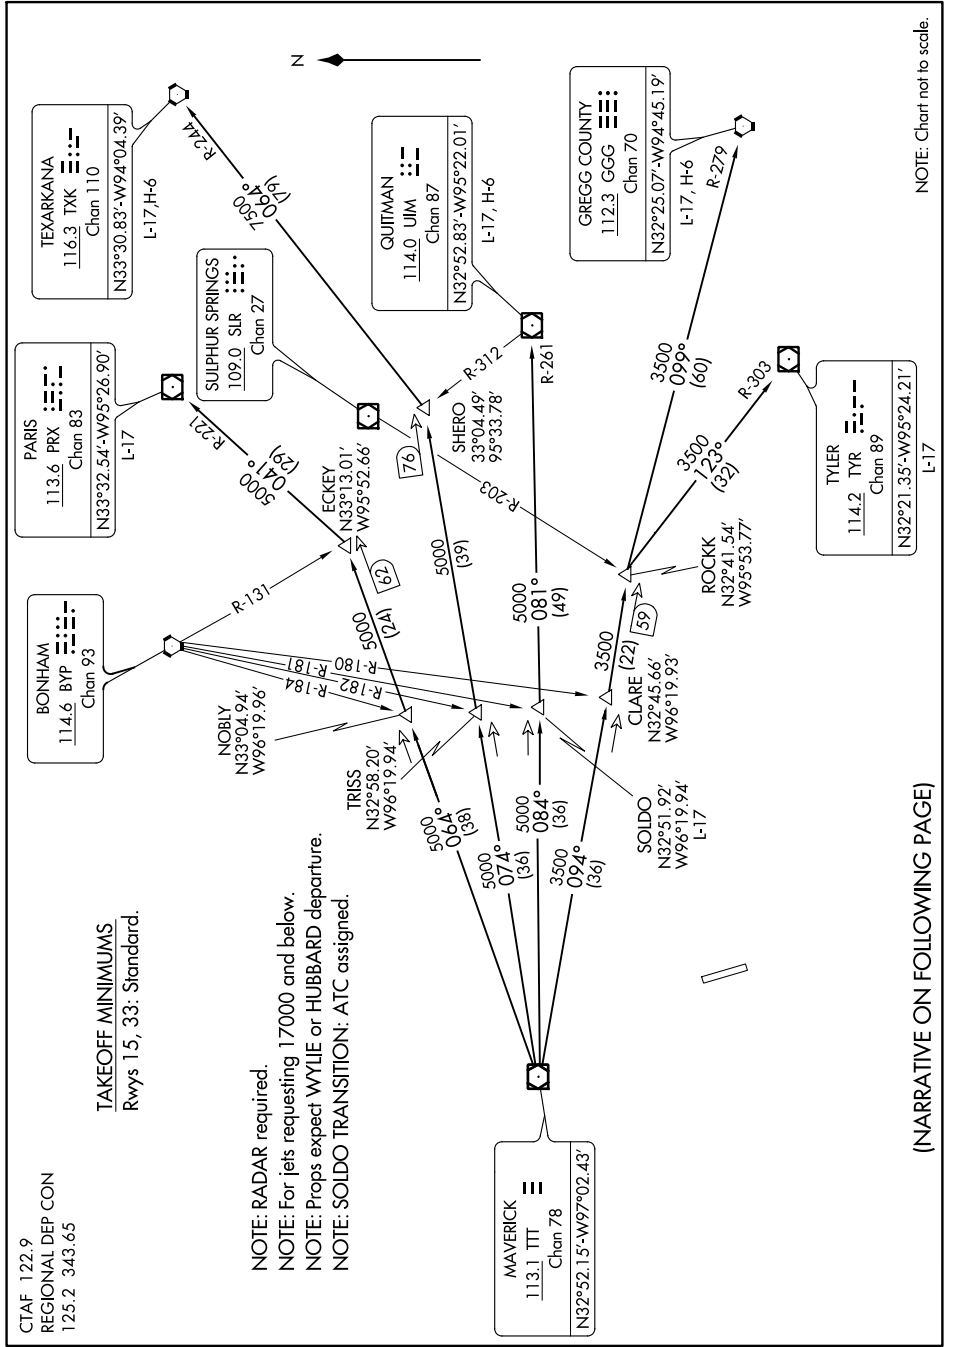 CTAF 122.9
REGIONAL DEP CON
125.2 343.65
TAKEOFF MINIMUMS
Rwys 15, 33: Standard.
NOTE: RADAR required.
NOTE: For jets requesting 17000 and below.
NOTE: Props expect WYLIE or HUBBARD departure.
NOTE: SOLDO TRANSITION: ATC assigned.
MAVERICK
113.1 TTT
Chan 78
N32°52.15'-W97°02.43'
BONHAM
114.6 BYP
Chan 93
PARIS
113.6 PRX
Chan 83
N33°32.54'-W95°26.90'
L-17
TEXARKANA
116.3 TXK
Chan 110
N33°30.83'-W94°04.39'
L-17,H-6
SULPHUR SPRINGS
109.0 SLR
Chan 27
QUITMAN
114.0 UIM
Chan 87
N32°52.83'-W95°22.01'
L-17, H-6
GREGG COUNTY
112.3 GGG
Chan 70
N32°25.07'-W94°45.19'
L-17, H-6
TYLER
114.2 TYR
Chan 89
N32°21.35'-W95°24.21'
L-17
NOBLY
N33°04.94'
W96°19.96'
TRISS
N32°58.20'
W96°19.94'
SOLDO
N32°51.92'
W96°19.94'
L-17
CLARE
N32°45.66'
W96°19.93'
ECKEY
N33°13.01'
W95°52.66'
SHERO
33°04.49'
95°33.78'
ROCKK
N32°41.54'
W95°53.77'
5000
064°
(38)
5000
074°
(36)
5000
084°
(36)
3500
094°
(36)
R-184
R-182
R-181
R-180
R-131
5000
(24)
62
5000
041°
(29)
R-221
5000
(39)
76
7500
064°
(79)
R-244
5000
081°
(49)
R-261
R-312
R-203
3500
(22)
59
3500
099°
(60)
R-279
3500
123°
(32)
R-303
N
NOTE: Chart not to scale.
(NARRATIVE ON FOLLOWING PAGE)